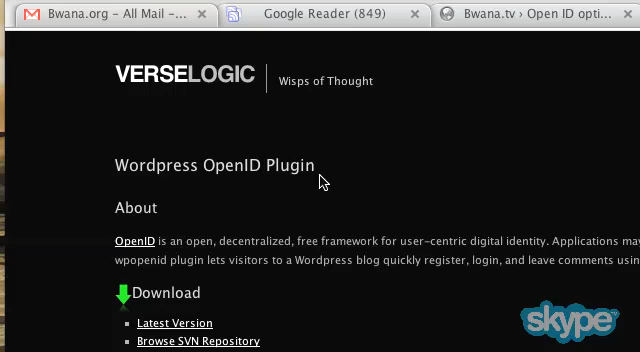 Bwana.org – All Mail –...
Google Reader (849)
Bwana.tv › Open ID opti...
VERSELOGIC
Wisps of Thought
Wordpress OpenID Plugin
About
OpenID is an open, decentralized, free framework for user-centric digital identity. Applications may
wpopenid plugin lets visitors to a Wordpress blog quickly register, login, and leave comments usin
Download
Latest Version
Browse SVN Repository
skype™